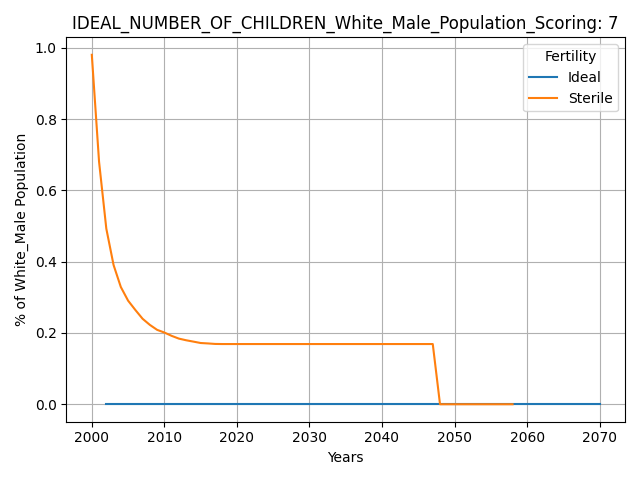 IDEAL_NUMBER_OF_CHILDREN_White_Male_Population_Scoring: 7
Fertility
Ideal
Sterile
% of White_Male Population
1.0
0.8
0.6
0.4
0.2
0.0
2000 2010 2020 2030 2040 2050 2060 2070
Years